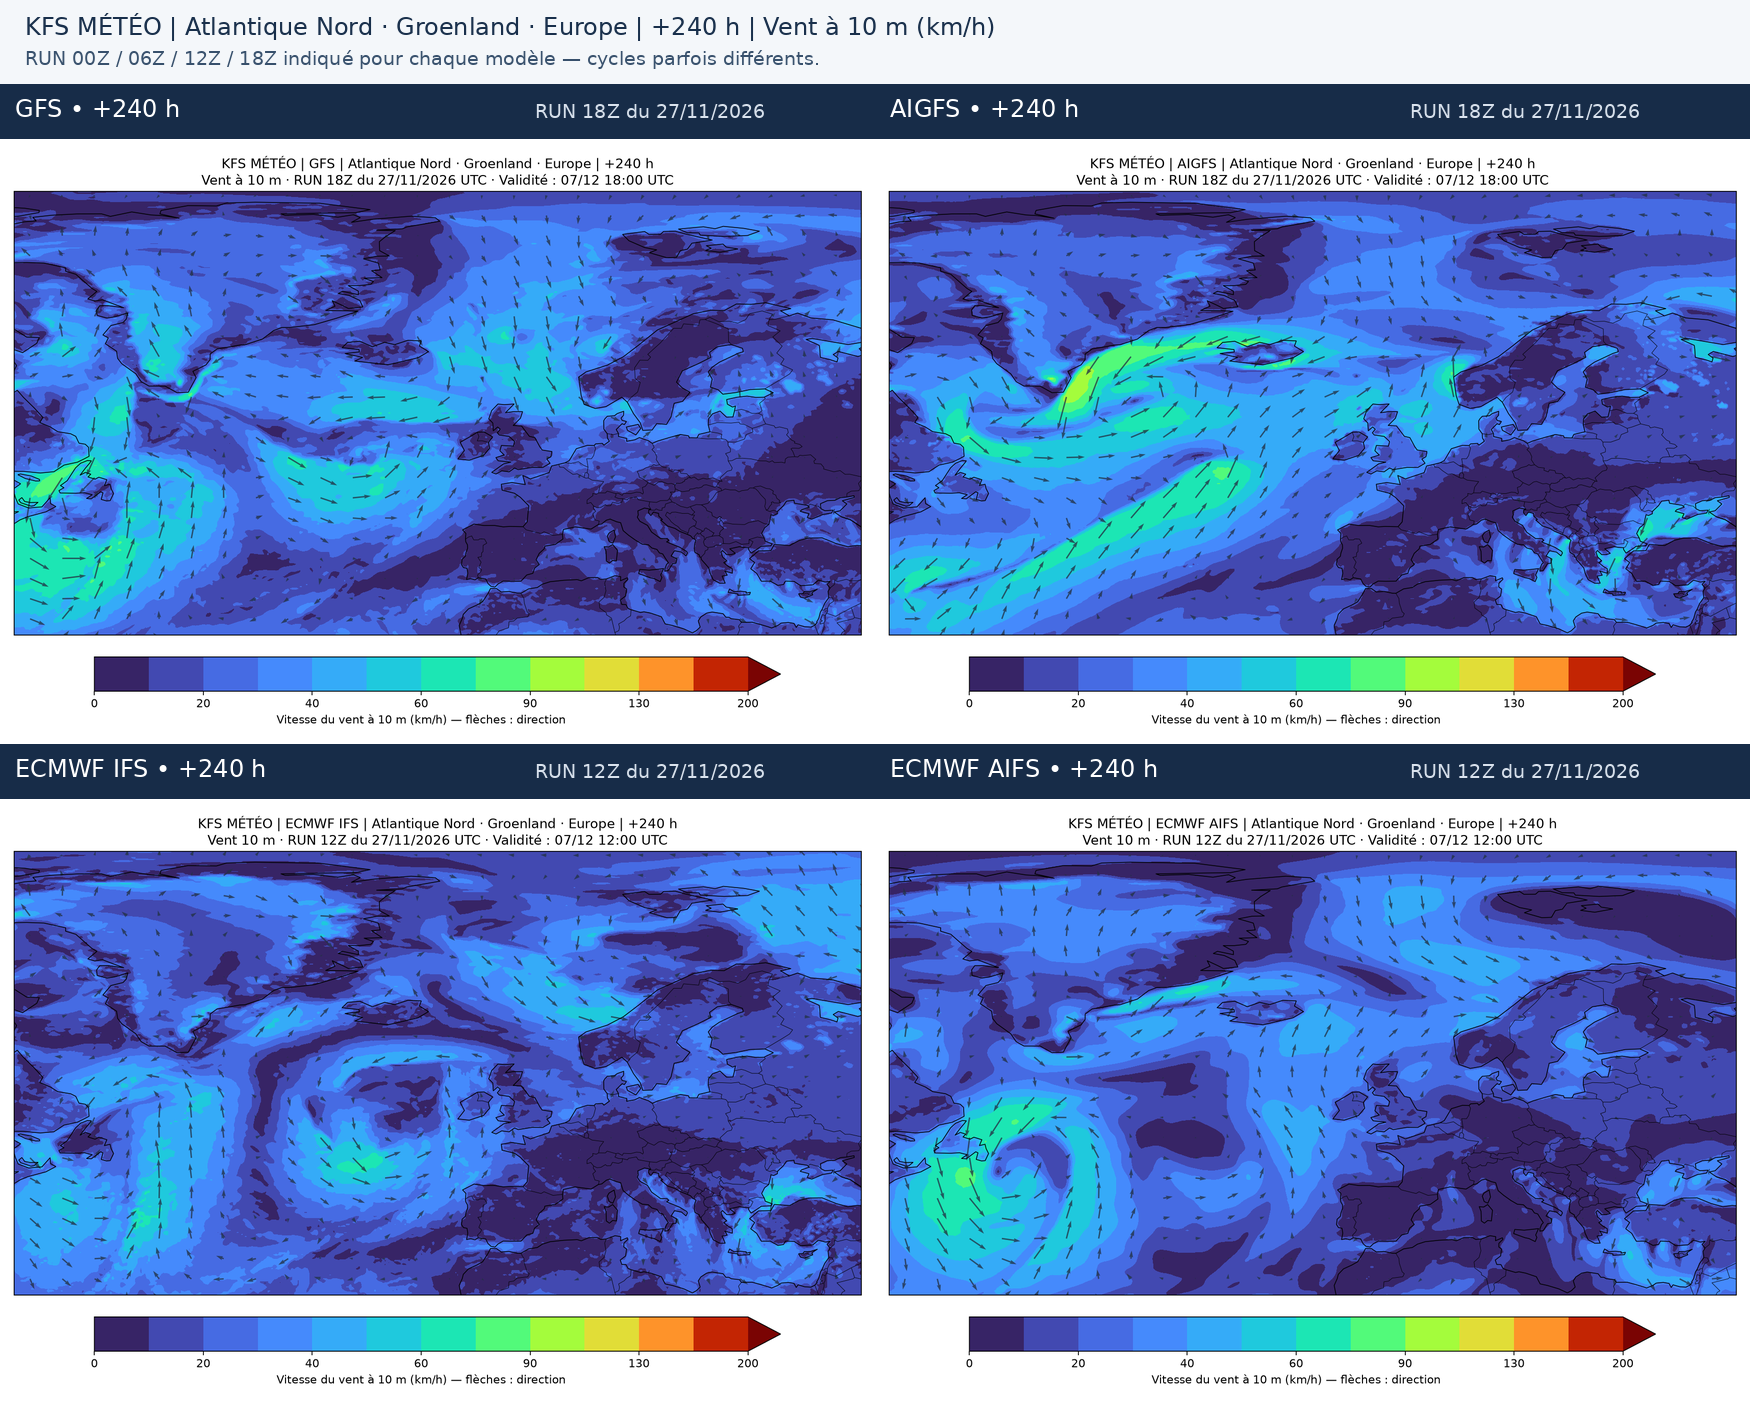 KFS MÉTÉO | Atlantique Nord · Groenland · Europe | +240 h | Vent à 10 m (km/h)
RUN 00Z / 06Z / 12Z / 18Z indiqué pour chaque modèle — cycles parfois différents.
GFS • +240 h
RUN 18Z du 27/11/2026
KFS MÉTÉO | GFS | Atlantique Nord · Groenland · Europe | +240 h
Vent à 10 m · RUN 18Z du 27/11/2026 UTC · Validité : 07/12 18:00 UTC
0 20 40 60 90 130 200
Vitesse du vent à 10 m (km/h) — flèches : direction
AIGFS • +240 h
RUN 18Z du 27/11/2026
KFS MÉTÉO | AIGFS | Atlantique Nord · Groenland · Europe | +240 h
Vent à 10 m · RUN 18Z du 27/11/2026 UTC · Validité : 07/12 18:00 UTC
0 20 40 60 90 130 200
Vitesse du vent à 10 m (km/h) — flèches : direction
ECMWF IFS • +240 h
RUN 12Z du 27/11/2026
KFS MÉTÉO | ECMWF IFS | Atlantique Nord · Groenland · Europe | +240 h
Vent 10 m · RUN 12Z du 27/11/2026 UTC · Validité : 07/12 12:00 UTC
0 20 40 60 90 130 200
Vitesse du vent à 10 m (km/h) — flèches : direction
ECMWF AIFS • +240 h
RUN 12Z du 27/11/2026
KFS MÉTÉO | ECMWF AIFS | Atlantique Nord · Groenland · Europe | +240 h
Vent 10 m · RUN 12Z du 27/11/2026 UTC · Validité : 07/12 12:00 UTC
0 20 40 60 90 130 200
Vitesse du vent à 10 m (km/h) — flèches : direction